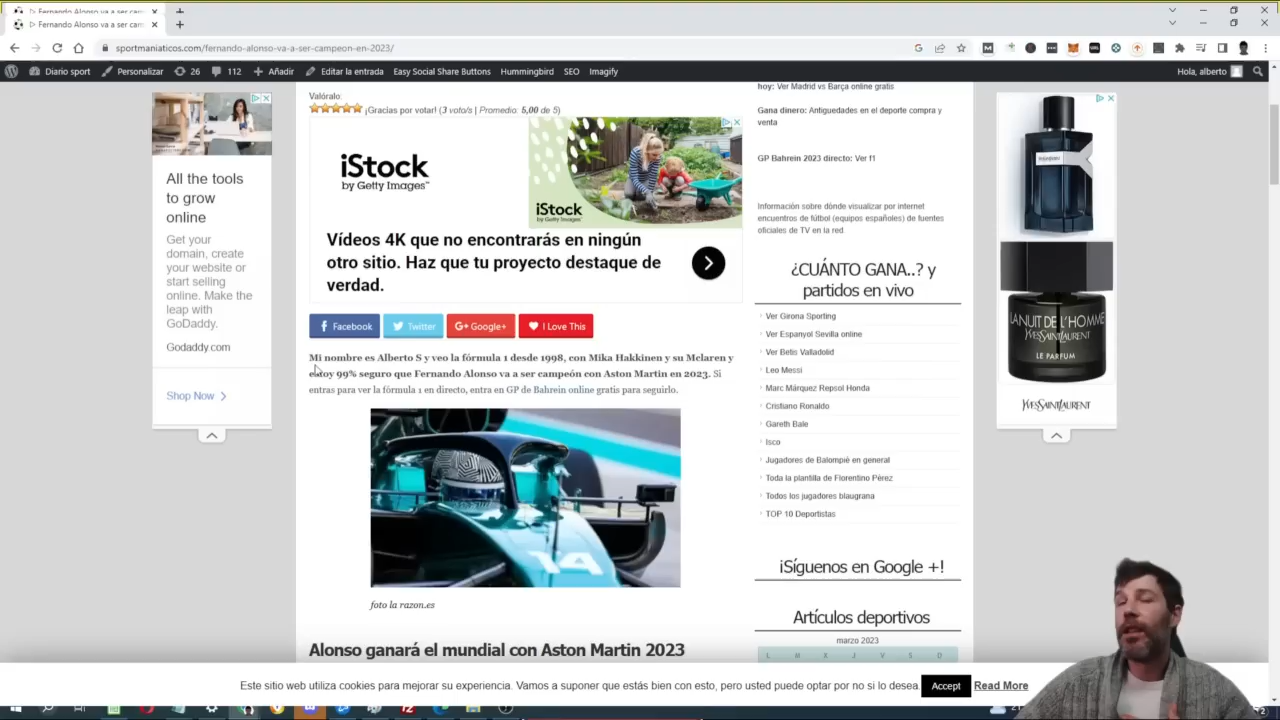 ▷ Fernando Alonso va a ser cam
▷ Fernando Alonso va a ser cam
sportmaniaticos.com/fernando-alonso-va-a-ser-campeon-en-2023/
Diario sport
Personalizar
26
112
Añadir
Editar la entrada
Easy Social Share Buttons
Hummingbird
SEO
Imagify
Hola, alberto
Valóralo:
¡Gracias por votar! (3 voto/s | Promedio: 5,00 de 5)
All the tools
to grow
online
Get your
domain, create
your website or
start selling
online. Make the
leap with
GoDaddy.
Godaddy.com
Shop Now
iStock
by Getty Images™
iStock
by Getty Images™
Vídeos 4K que no encontrarás en ningún
otro sitio. Haz que tu proyecto destaque de
verdad.
Facebook
Twitter
G+ Google+
I Love This
Mi nombre es Alberto S y veo la fórmula 1 desde 1998, con Mika Hakkinen y su Mclaren y
estoy 99% seguro que Fernando Alonso va a ser campeón con Aston Martin en 2023. Si
entras para ver la fórmula 1 en directo, entra en GP de Bahrein online gratis para seguirlo.
14
foto la razon.es
Alonso ganará el mundial con Aston Martin 2023
hoy: Ver Madrid vs Barça online gratis
Gana dinero: Antiguedades en el deporte compra y
venta
GP Bahrein 2023 directo: Ver f1
Información sobre dónde visualizar por internet
encuentros de fútbol (equipos españoles) de fuentes
oficiales de TV en la red
¿CUÁNTO GANA..? y
partidos en vivo
Ver Girona Sporting
Ver Espanyol Sevilla online
Ver Betis Valladolid
Leo Messi
Marc Márquez Repsol Honda
Cristiano Ronaldo
Gareth Bale
Isco
Jugadores de Balompié en general
Toda la plantilla de Florentino Pérez
Todos los jugadores blaugrana
TOP 10 Deportistas
¡Síguenos en Google +!
Artículos deportivos
marzo 2023
L M X J V S D
LA NUIT DE L'HOMME
LE PARFUM
YVES SAINT LAURENT
Este sitio web utiliza cookies para mejorar su experiencia. Vamos a suponer que estás bien con esto, pero usted puede optar por no si lo desea.
Accept
Read More